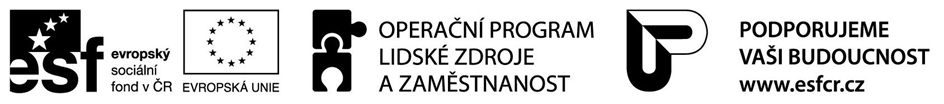 esf
evropský
sociální
fond v ČR
EVROPSKÁ UNIE
OPERAČNÍ PROGRAM
LIDSKÉ ZDROJE
A ZAMĚSTNANOST
PODPORUJEME
VAŠI BUDOUCNOST
www.esfcr.cz